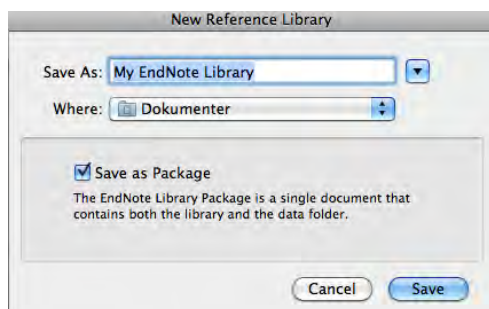 New Reference Library
Save As: My EndNote Library
Where: Dokumenter
Save as Package
The EndNote Library Package is a single document that
contains both the library and the data folder.
Cancel Save